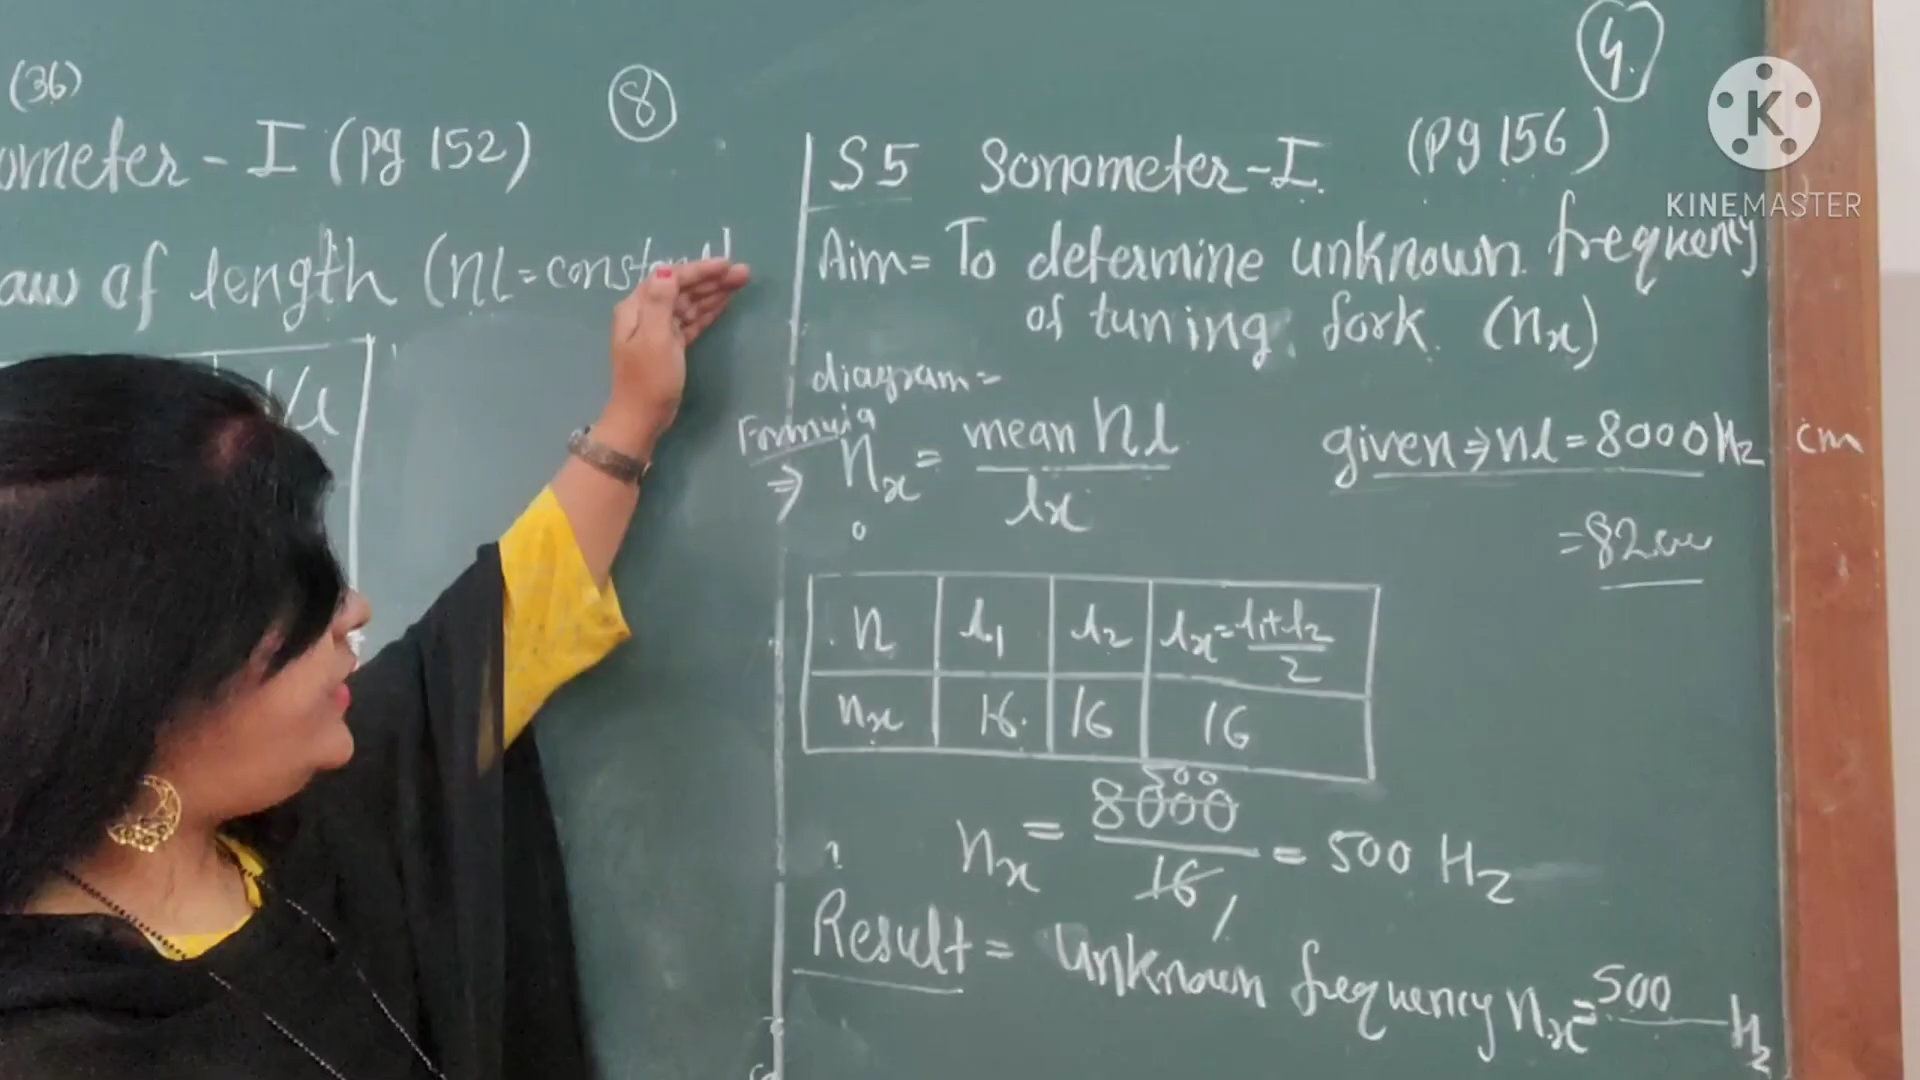 (36)
8
ometer - I (pg 152)
aw of length (nl = constant)
4.
K
KINEMASTER
S5 Sonometer-I. (pg 156)
Aim = To determine unknown frequency
of tuning fork. (nx)
diagram =
Formula
⇒ nx = mean nl / lx
given ⇒ nl = 8000 Hz cm
n l1 l2 lx = l1+l2 / 2
nx 16 16 16
500
nx = 8000 / 16 = 500 Hz
Result = unknown frequency nx = 500 Hz